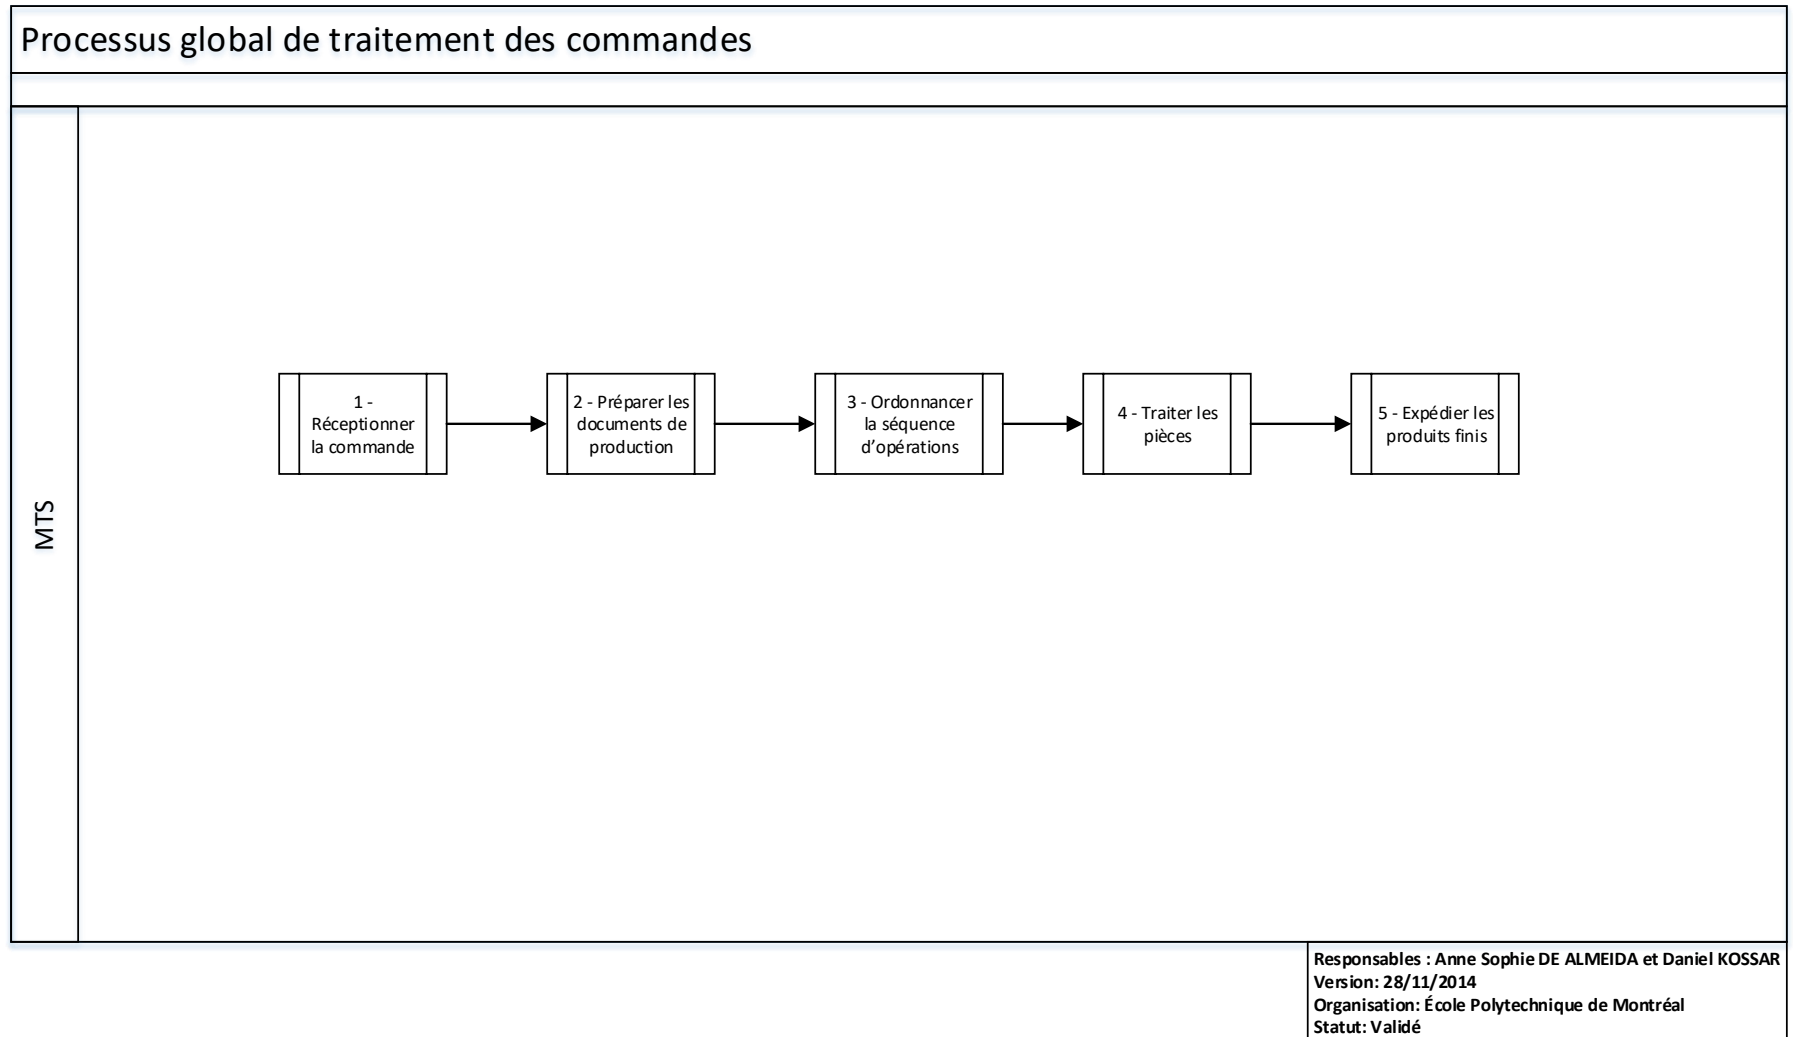 Processus global de traitement des commandes
MTS
1 -
Réceptionner
la commande
2 - Préparer les
documents de
production
3 - Ordonnancer
la séquence
d’opérations
4 - Traiter les
pièces
5 - Expédier les
produits finis
Responsables : Anne Sophie DE ALMEIDA et Daniel KOSSAR
Version: 28/11/2014
Organisation: École Polytechnique de Montréal
Statut: Validé